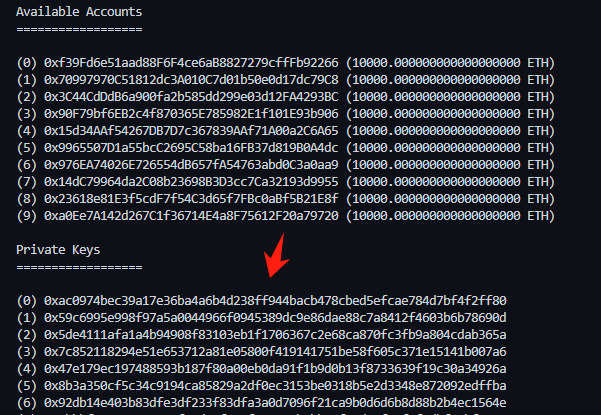 Available Accounts
==================
(0) 0xf39Fd6e51aad88F6F4ce6aB8827279cffFb92266 (10000.000000000000000000 ETH)
(1) 0x70997970C51812dc3A010C7d01b50e0d17dc79C8 (10000.000000000000000000 ETH)
(2) 0x3C44CdDdB6a900fa2b585dd299e03d12FA4293BC (10000.000000000000000000 ETH)
(3) 0x90F79bf6EB2c4f870365E785982E1f101E93b906 (10000.000000000000000000 ETH)
(4) 0x15d34AAf54267DB7D7c367839AAf71A00a2C6A65 (10000.000000000000000000 ETH)
(5) 0x9965507D1a55bcC2695C58ba16FB37d819B0A4dc (10000.000000000000000000 ETH)
(6) 0x976EA74026E726554dB657fA54763abd0C3a0aa9 (10000.000000000000000000 ETH)
(7) 0x14dC79964da2C08b23698B3D3cc7Ca32193d9955 (10000.000000000000000000 ETH)
(8) 0x23618e81E3f5cdF7f54C3d65f7FBc0aBf5B21E8f (10000.000000000000000000 ETH)
(9) 0xa0Ee7A142d267C1f36714E4a8F75612F20a79720 (10000.000000000000000000 ETH)
Private Keys
==================
(0) 0xac0974bec39a17e36ba4a6b4d238ff944bacb478cbed5efcae784d7bf4f2ff80
(1) 0x59c6995e998f97a5a0044966f0945389dc9e86dae88c7a8412f4603b6b78690d
(2) 0x5de4111afa1a4b94908f83103eb1f1706367c2e68ca870fc3fb9a804cdab365a
(3) 0x7c852118294e51e653712a81e05800f419141751be58f605c371e15141b007a6
(4) 0x47e179ec197488593b187f80a00eb0da91f1b9d0b13f8733639f19c30a34926a
(5) 0x8b3a350cf5c34c9194ca85829a2df0ec3153be0318b5e2d3348e872092edffba
(6) 0x92db14e403b83dfe3df233f83dfa3a0d7096f21ca9b0d6d6b8d88b2b4ec1564e